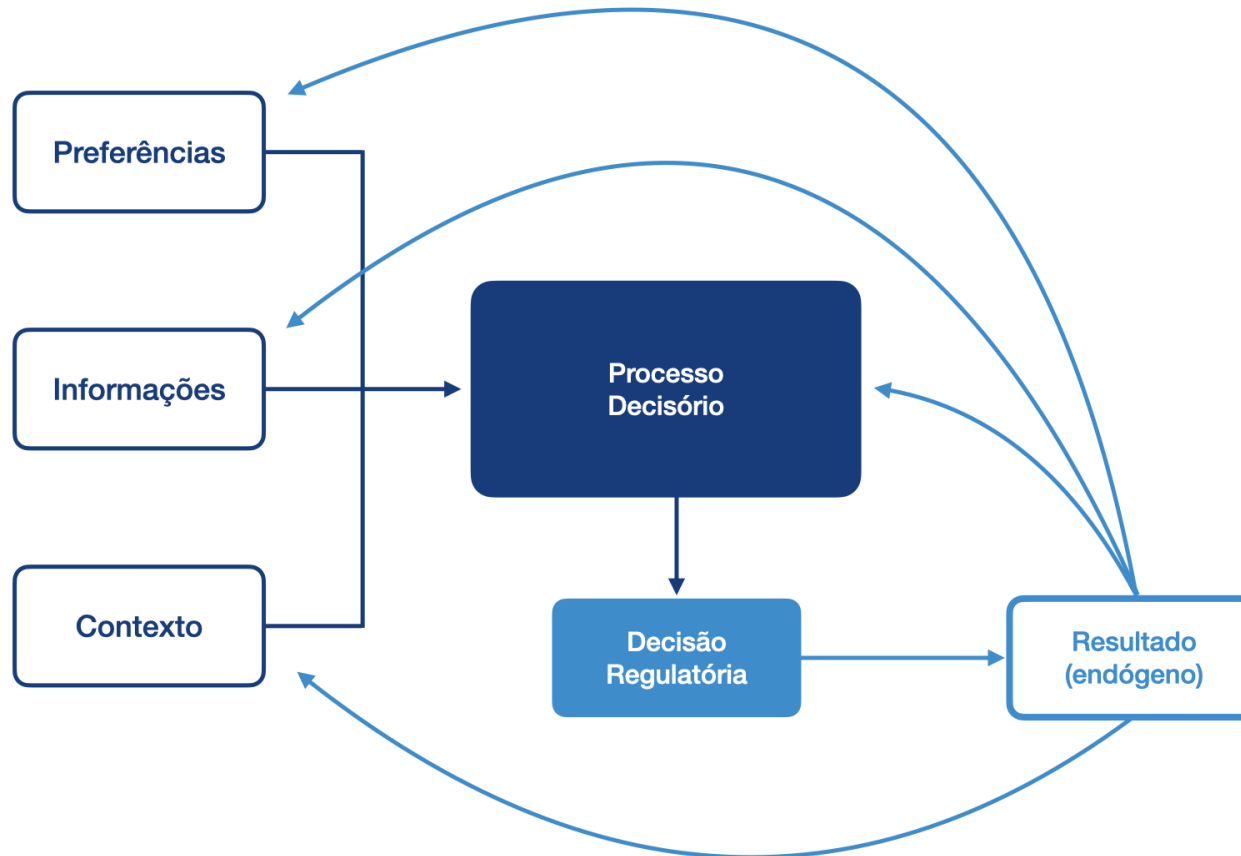 Preferências
Informações
Contexto
Processo
Decisório
Decisão
Regulatória
Resultado
(endógeno)